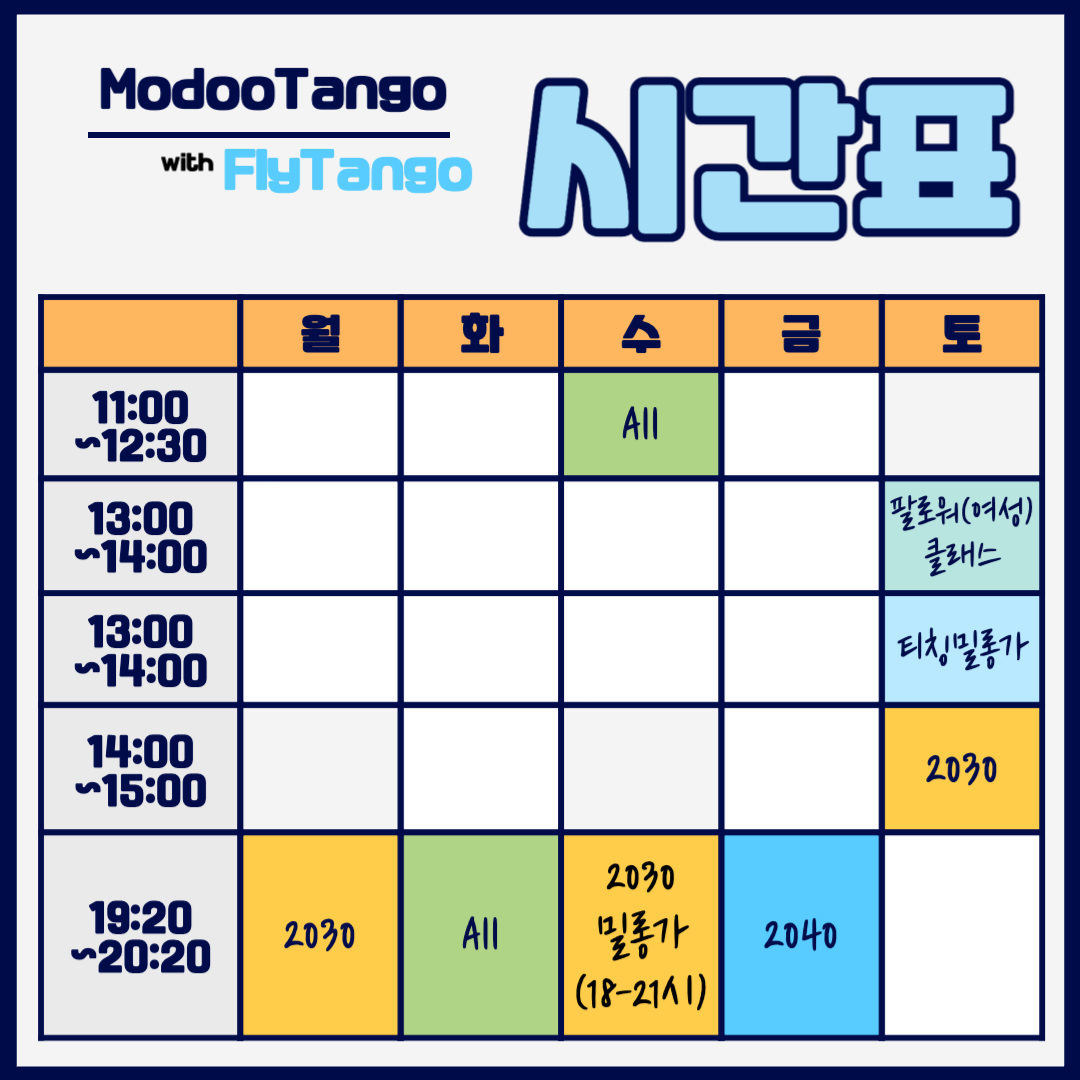 ModooTango
with FlyTango
시간표
월 화 수 금 토
11:00
~12:30
All
13:00
~14:00
팔로워(여성)
클래스
13:00
~14:00
티칭밀롱가
14:00
~15:00
2030
19:20
~20:20
2030
All
2030
밀롱가
(18-21시)
2040